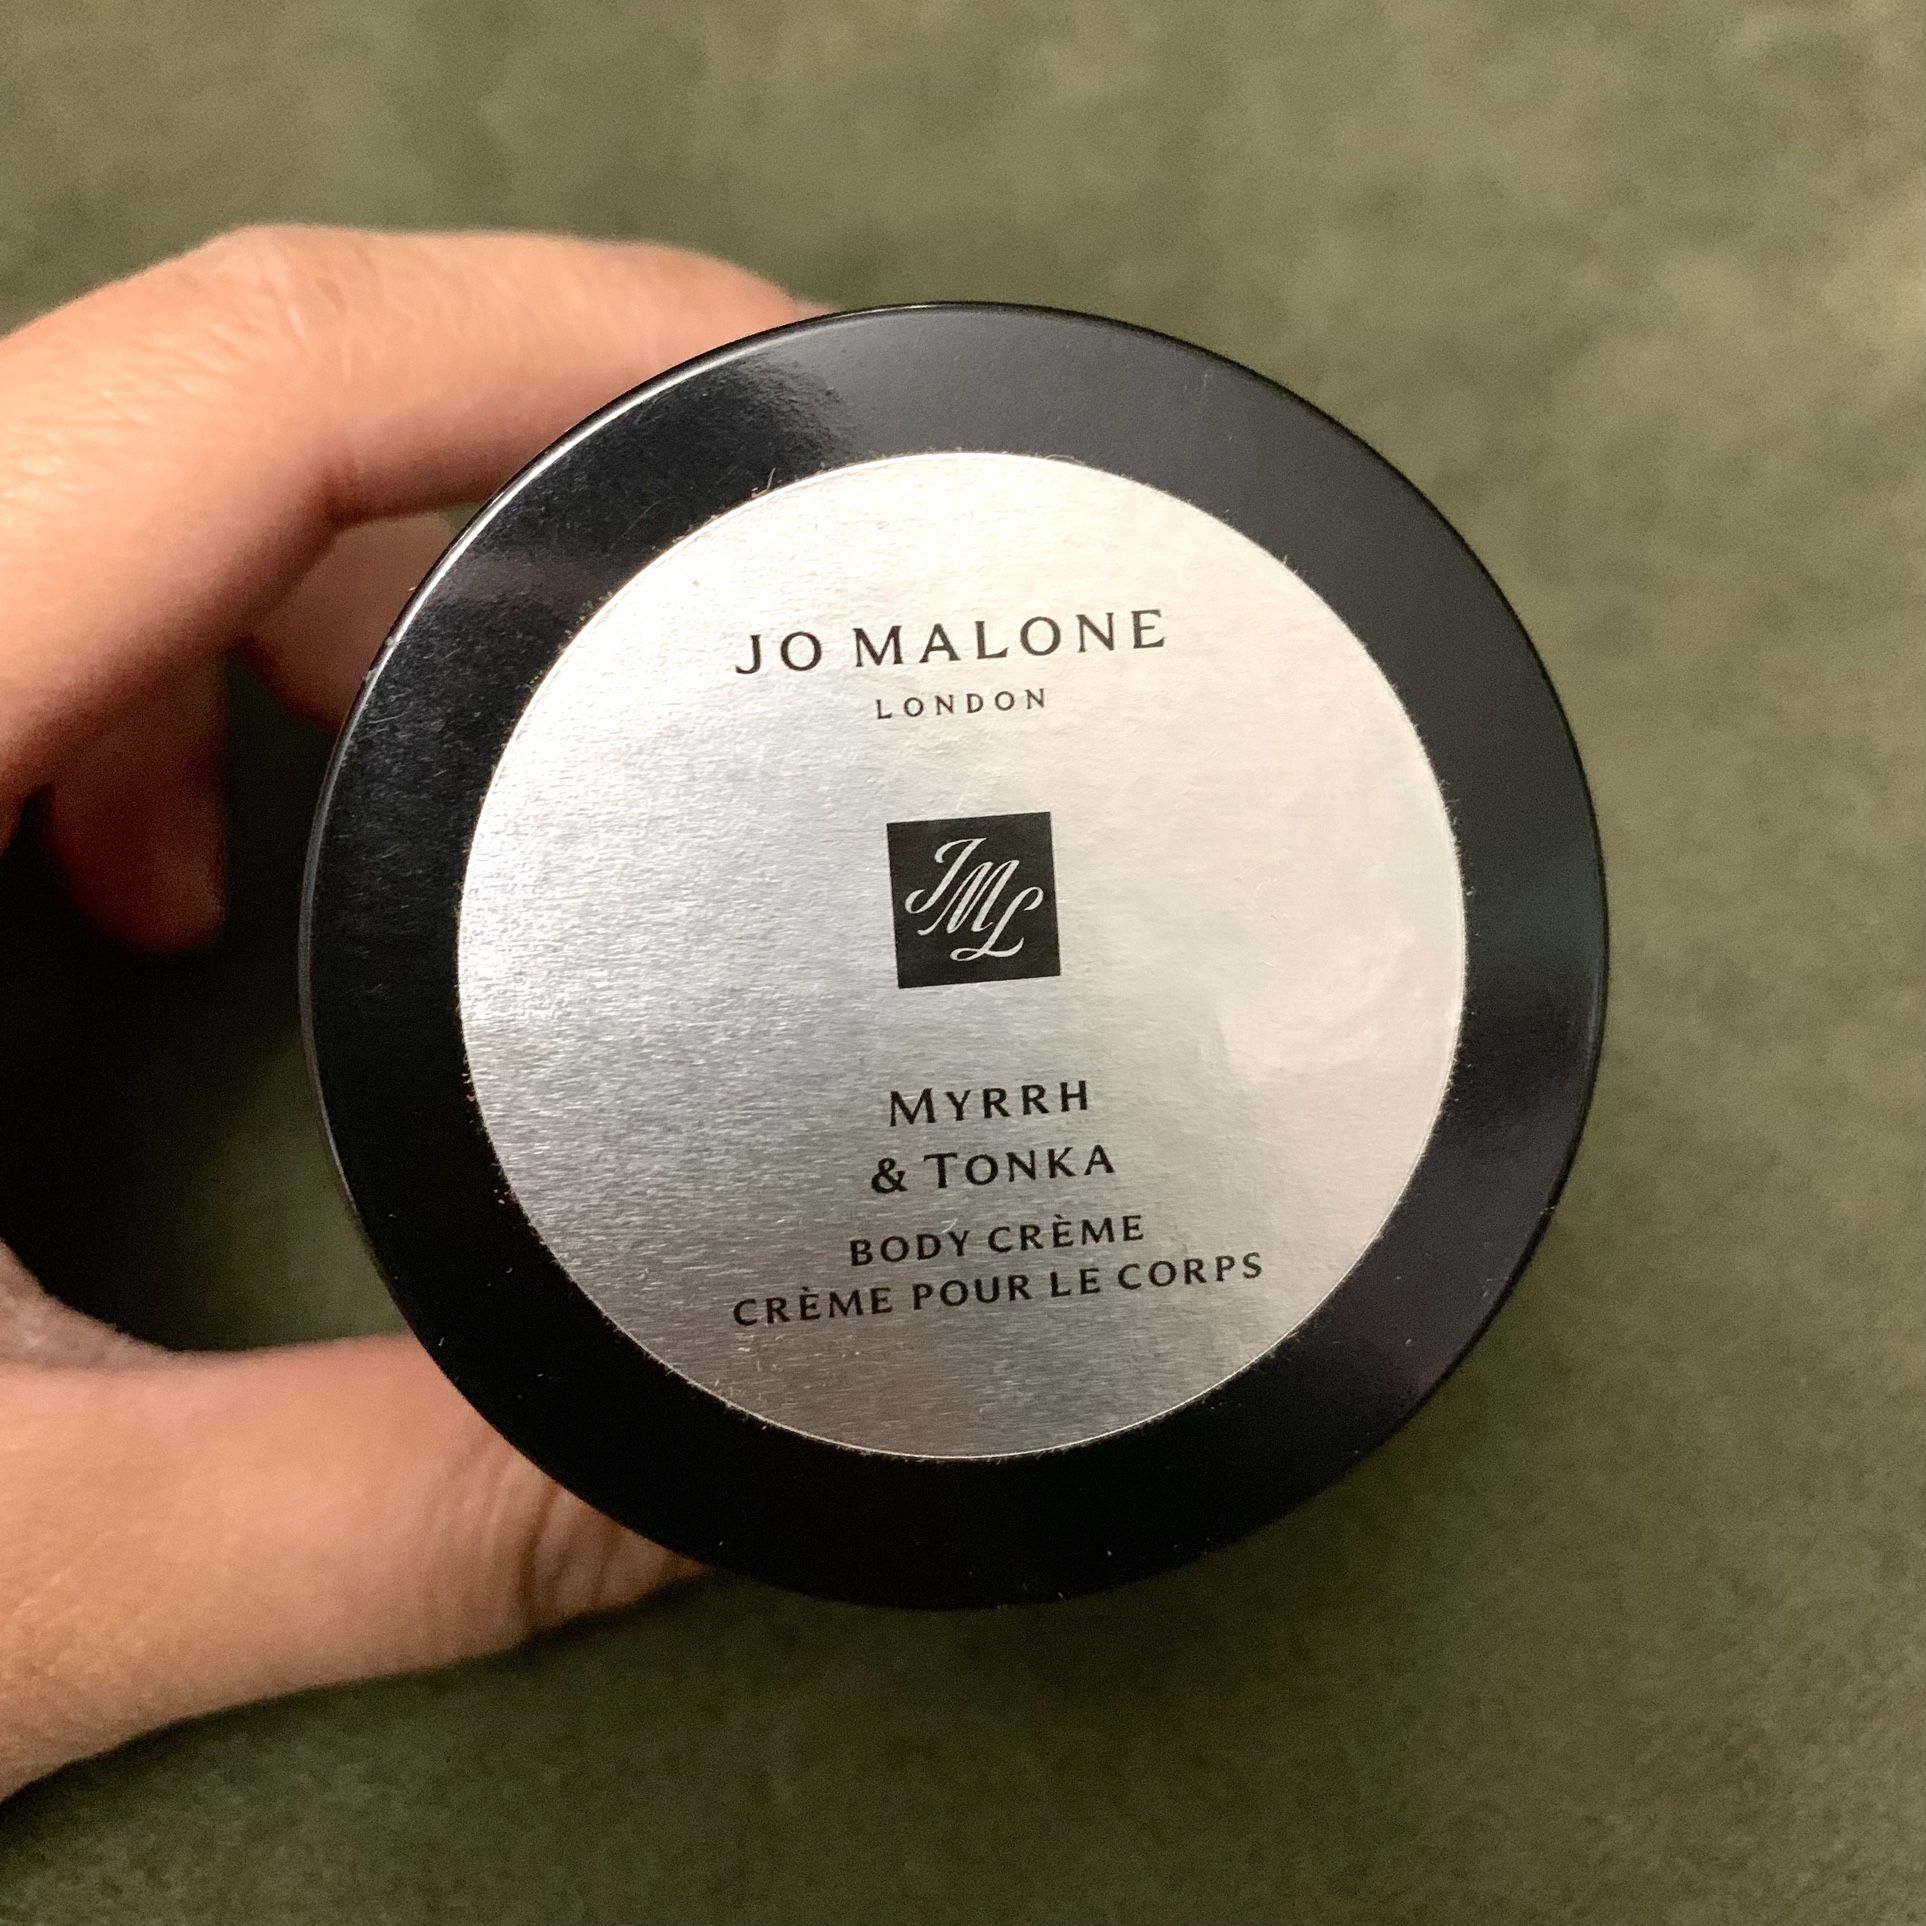 JO MALONE
LONDON
JML
MYRRH
& TONKA
BODY CRÈME
CRÈME POUR LE CORPS